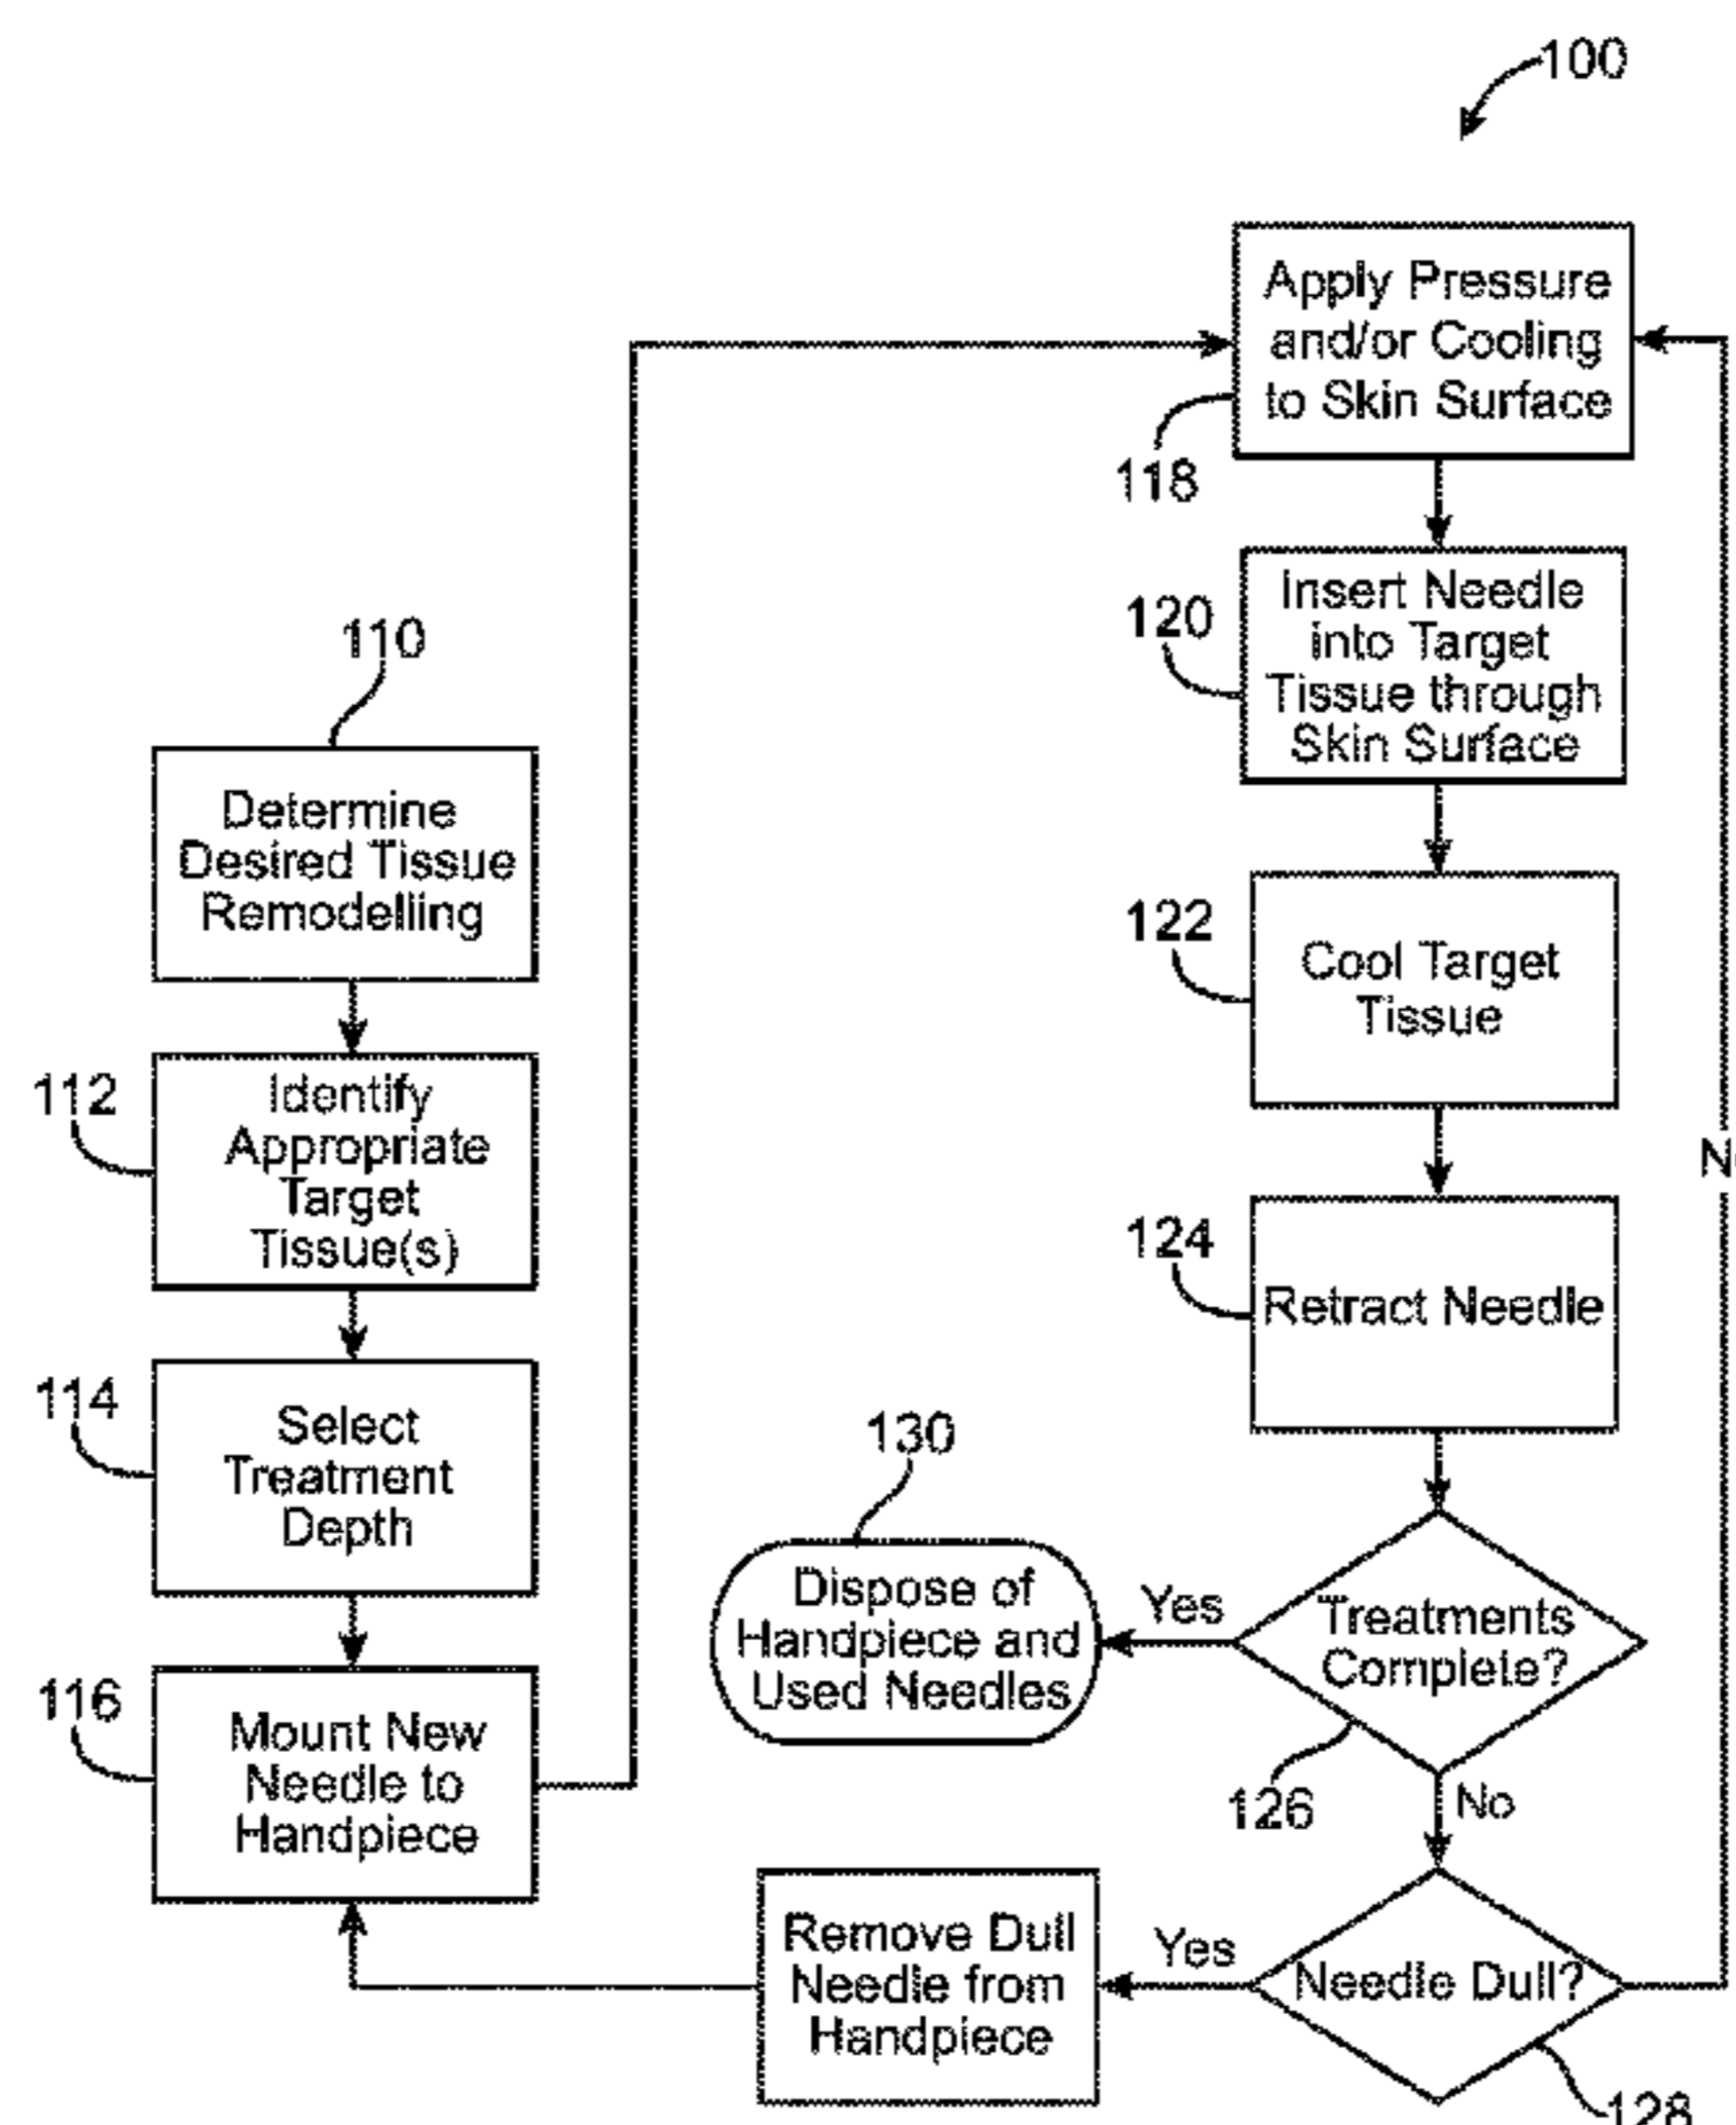 100
110
Determine
Desired Tissue
Remodelling
112
Identify
Appropriate
Target
Tissue(s)
114
Select
Treatment
Depth
116
Mount New
Needle to
Handpiece
Apply Pressure
and/or Cooling
to Skin Surface
118
120
Insert Needle
into Target
Tissue through
Skin Surface
122
Cool Target
Tissue
124
Retract Needle
130
Dispose of
Handpiece and
Used Needles
Yes
Treatments
Complete?
126
No
Remove Dull
Needle from
Handpiece
Yes
Needle Dull?
128